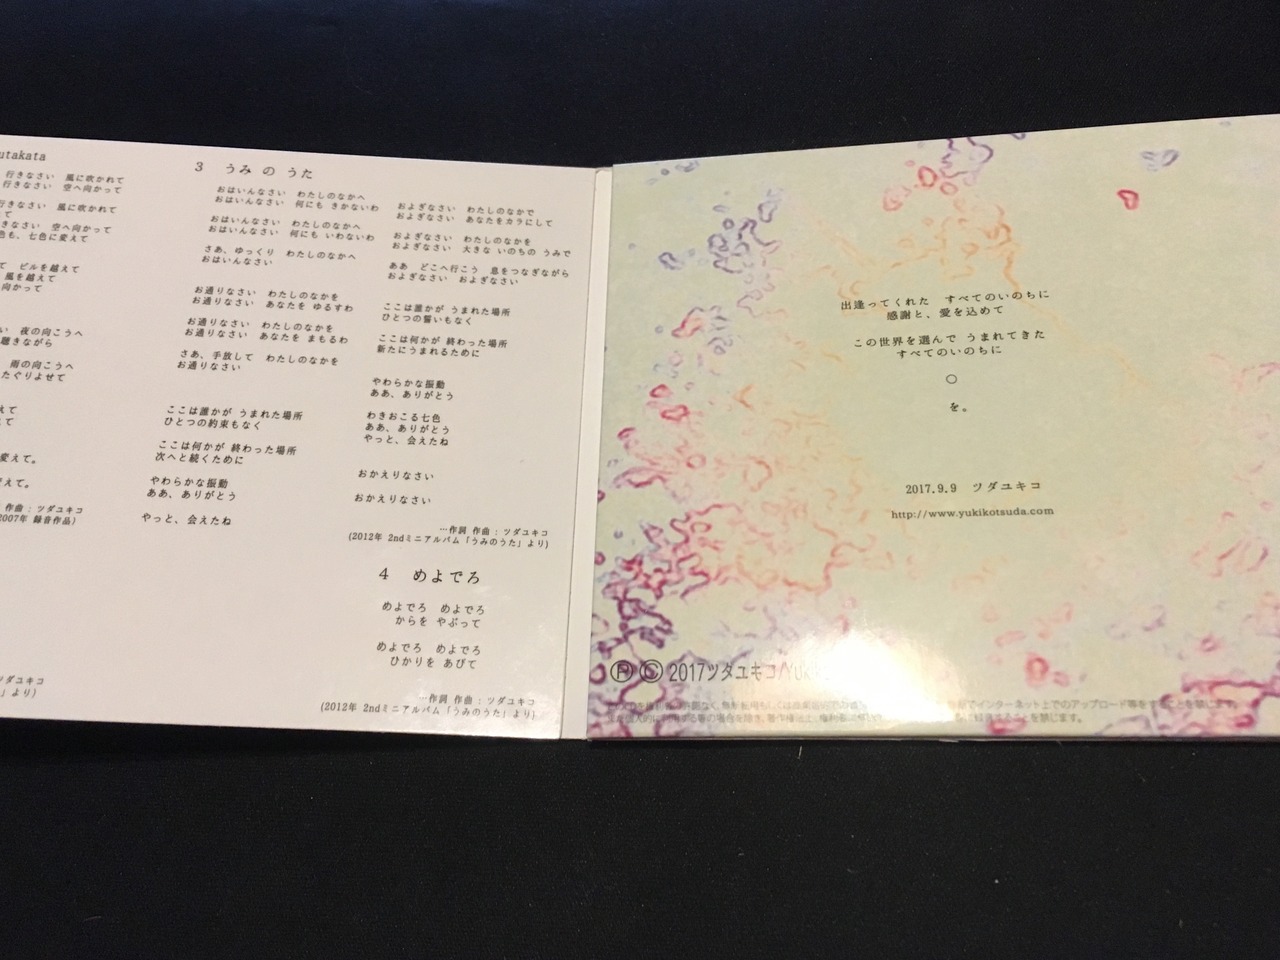 utakata
行きなさい　風に吹かれて
行きなさい　空へ向かって
行きなさい　風に吹かれて
きなさい　空へ向かって
色も、七色に変えて
ビルを越えて
風を越えて
向かって
夜の向こうへ
聴きながら
雨の向こうへ
たぐりよせて
変えて。
作曲：ツダユキコ
2007年 録音作品）
ツダユキコ
」より）
3　うみ の うた
おはいんなさい　わたしのなかへ
おはいんなさい　何にも きかないわ
おはいんなさい　わたしのなかへ
おはいんなさい　何にも いわないわ
さあ、ゆっくり　わたしのなかへ
おはいんなさい
お通りなさい　わたしのなかを
お通りなさい　あなたを ゆるすわ
お通りなさい　わたしのなかを
お通りなさい　あなたを まもるわ
さあ、手放して　わたしのなかを
お通りなさい
ここは誰かが うまれた場所
ひとつの約束もなく
ここは何かが 終わった場所
次へと続くために
やわらかな振動
ああ、ありがとう
やっと、会えたね
およぎなさい　わたしのなかで
およぎなさい　あなたをカラにして
およぎなさい　わたしのなかを
およぎなさい　大きな いのちの うみで
ああ　どこへ行こう　息をつなぎながら
およぎなさい　およぎなさい
ここは誰かが うまれた場所
ひとつの誓いもなく
ここは何かが 終わった場所
新たにうまれるために
やわらかな振動
ああ、ありがとう
わきおこる七色
ああ、ありがとう
やっと、会えたね
おかえりなさい
おかえりなさい
…作詞 作曲：ツダユキコ
（2012年 2ndミニアルバム「うみのうた」より）
4　めよでろ
めよでろ　めよでろ
からを やぶって
めよでろ　めよでろ
ひかりを あびて
…作詞 作曲：ツダユキコ
（2012年 2ndミニアルバム「うみのうた」より）
出逢ってくれた　すべてのいのちに
感謝と、愛を込めて
この世界を選んで うまれてきた
すべてのいのちに
○
を。
2017.9.9　ツダユキコ
http://www.yukikotsuda.com
Ⓟ Ⓒ 2017ツダユキコ/Yukik
でインターネット上でのアップロード等をすることを禁じます。